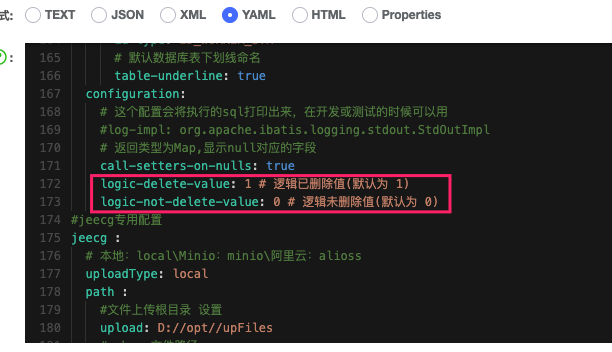 式: TEXT JSON XML YAML HTML Properties
165 # 默认数据库表下划线命名
166 table-underline: true
167 configuration:
168 # 这个配置会将执行的sql打印出来，在开发或测试的时候可以用
169 #log-impl: org.apache.ibatis.logging.stdout.StdOutImpl
170 # 返回类型为Map,显示null对应的字段
171 call-setters-on-nulls: true
172 logic-delete-value: 1 # 逻辑已删除值(默认为 1)
173 logic-not-delete-value: 0 # 逻辑未删除值(默认为 0)
174 #jeecg专用配置
175 jeecg :
176 # 本地：local\Minio：minio\阿里云：alioss
177 uploadType: local
178 path :
179 #文件上传根目录 设置
180 upload: D://opt//upFiles